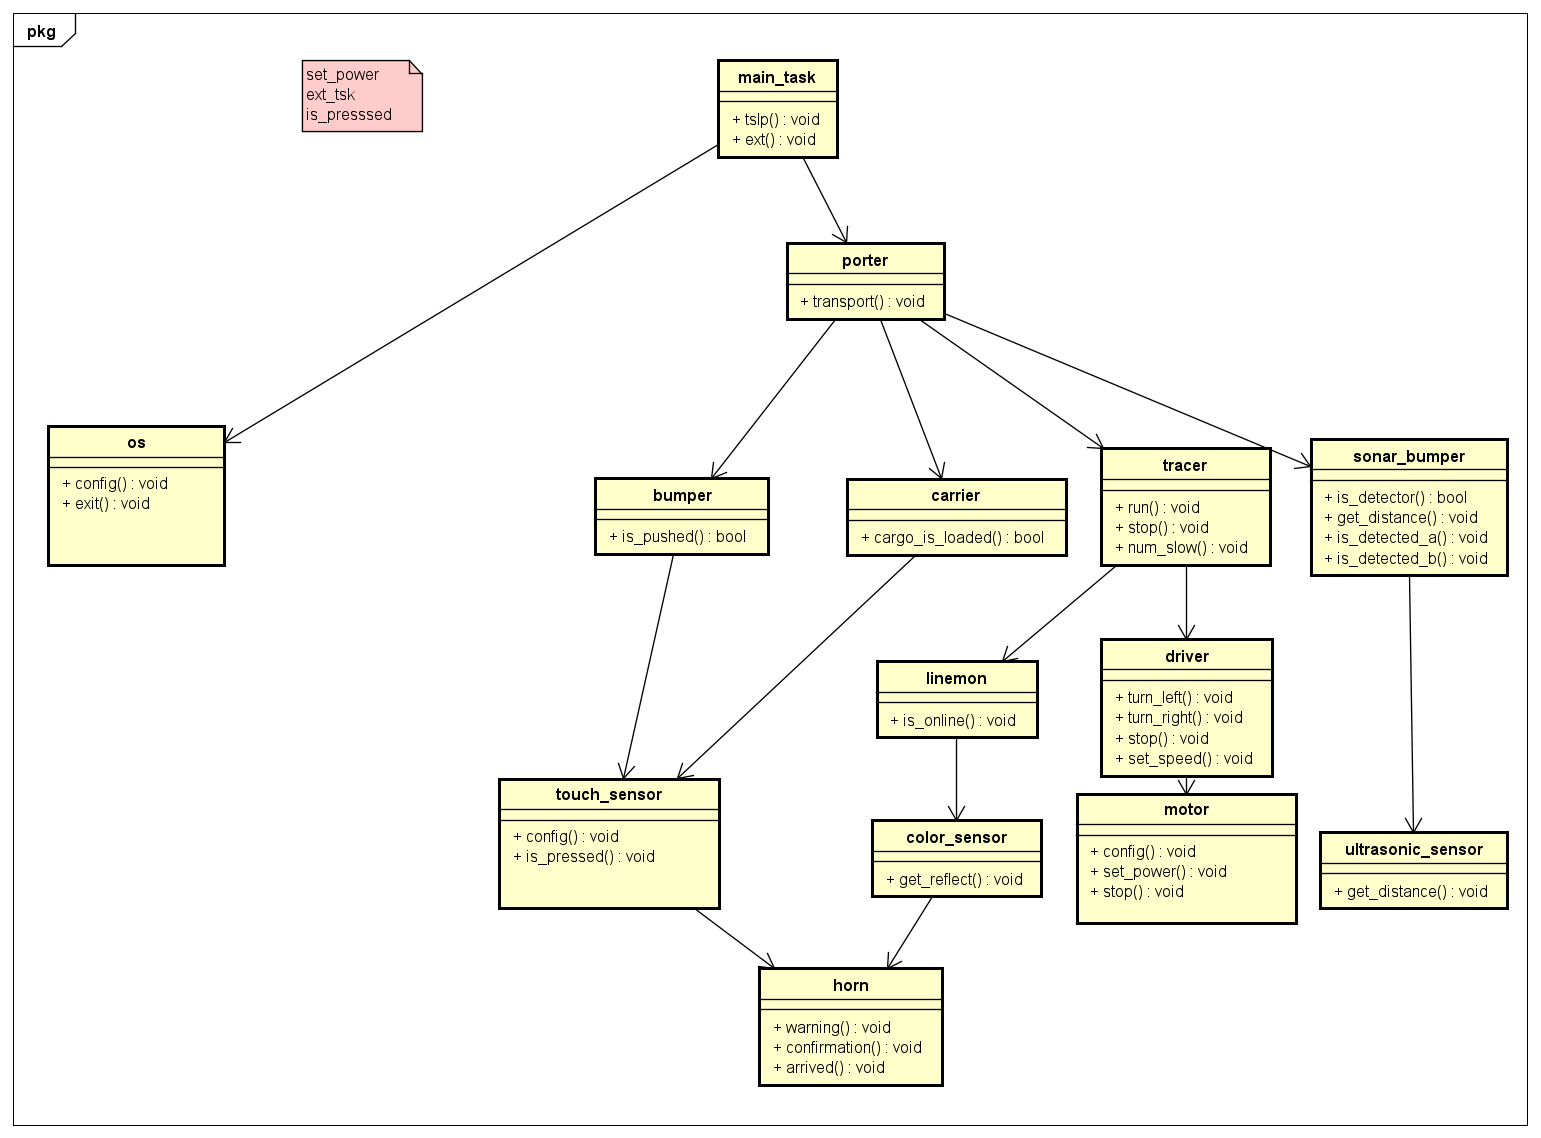 pkg
set_power
ext_tsk
is_presssed
main_task
+ tslp() : void
+ ext() : void
porter
+ transport() : void
os
+ config() : void
+ exit() : void
bumper
+ is_pushed() : bool
carrier
+ cargo_is_loaded() : bool
tracer
+ run() : void
+ stop() : void
+ num_slow() : void
sonar_bumper
+ is_detector() : bool
+ get_distance() : void
+ is_detected_a() : void
+ is_detected_b() : void
linemon
+ is_online() : void
driver
+ turn_left() : void
+ turn_right() : void
+ stop() : void
+ set_speed() : void
touch_sensor
+ config() : void
+ is_pressed() : void
color_sensor
+ get_reflect() : void
motor
+ config() : void
+ set_power() : void
+ stop() : void
ultrasonic_sensor
+ get_distance() : void
horn
+ warning() : void
+ confirmation() : void
+ arrived() : void